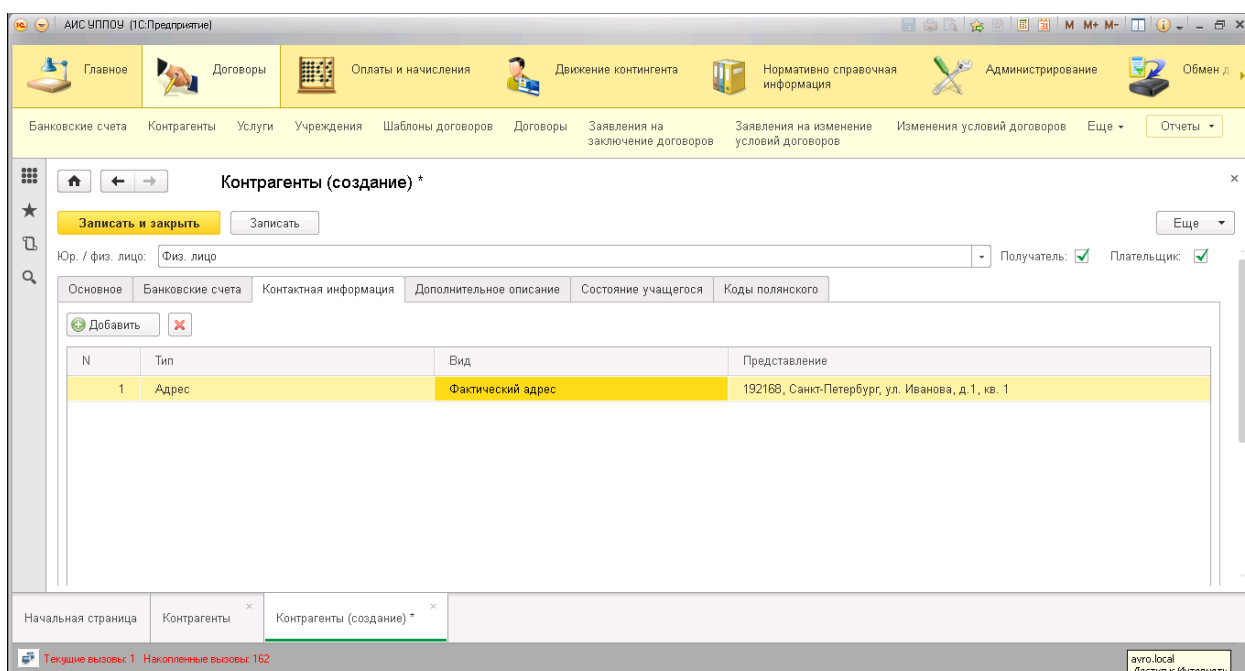 АИС УППОУ (1С:Предприятие)
M M+ M-
Главное
Договоры
Оплаты и начисления
Движение контингента
Нормативно справочная
информация
Администрирование
Обмен д
Банковские счета Контрагенты Услуги Учреждения Шаблоны договоров Договоры
Заявления на
заключение договоров
Заявления на изменение
условий договоров
Изменения условий договоров Еще Отчеты
Контрагенты (создание) *
Записать и закрыть Записать Еще
Юр. / физ. лицо: Физ. лицо Получатель: Плательщик:
Основное Банковские счета Контактная информация Дополнительное описание Состояние учащегося Коды полянского
Добавить
N Тип Вид Представление
1 Адрес Фактический адрес 192168, Санкт-Петербург, ул. Иванова, д.1, кв. 1
Начальная страница Контрагенты Контрагенты (создание) *
Текущие вызовы: 1 Накопленные вызовы: 162
avro.local